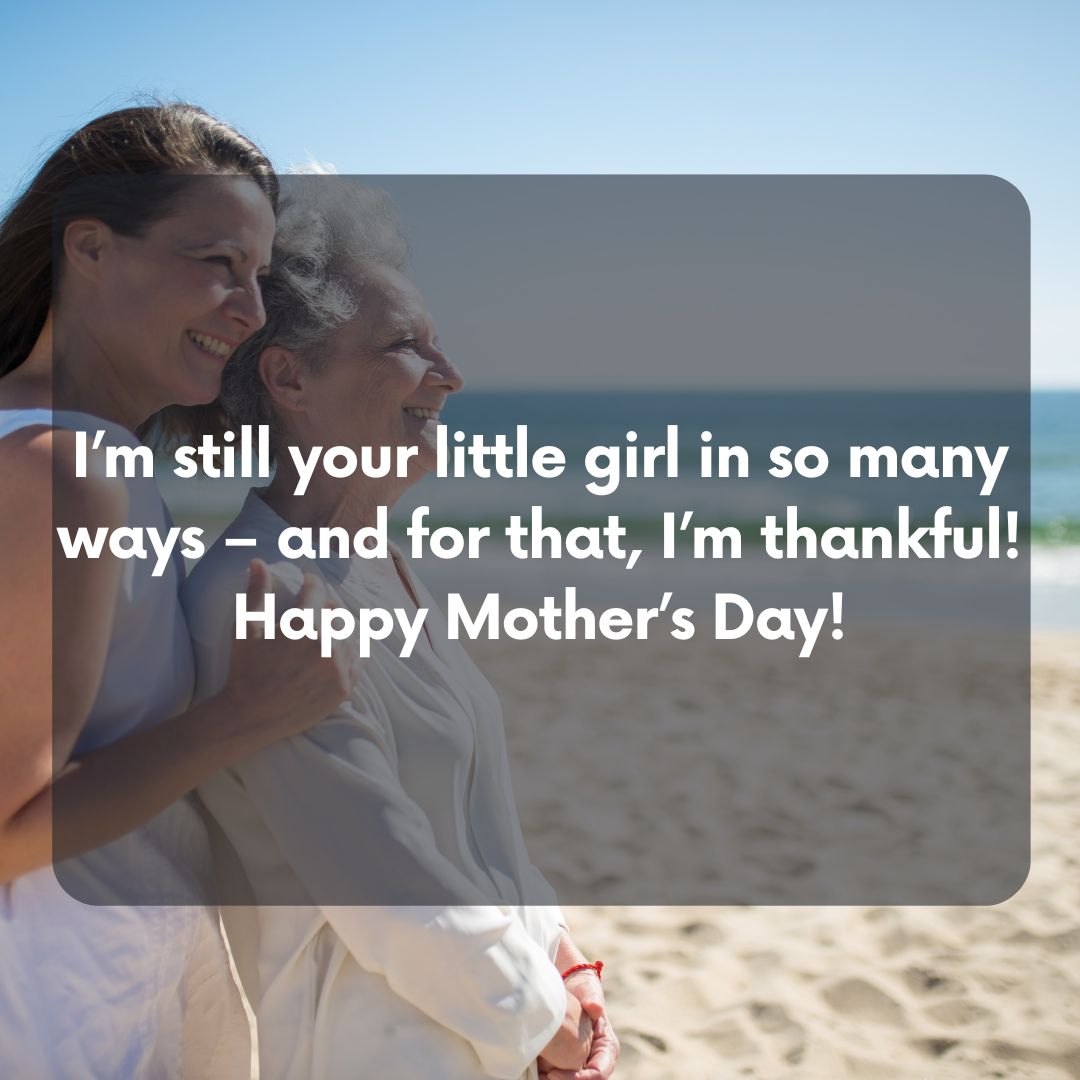 I’m still your little girl in so many
ways – and for that, I’m thankful!
Happy Mother’s Day!